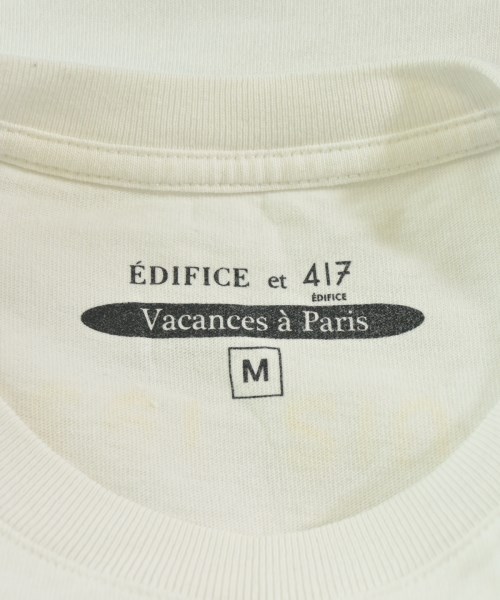 ÉDIFICE et 417
ÉDIFICE
Vacances à Paris
M